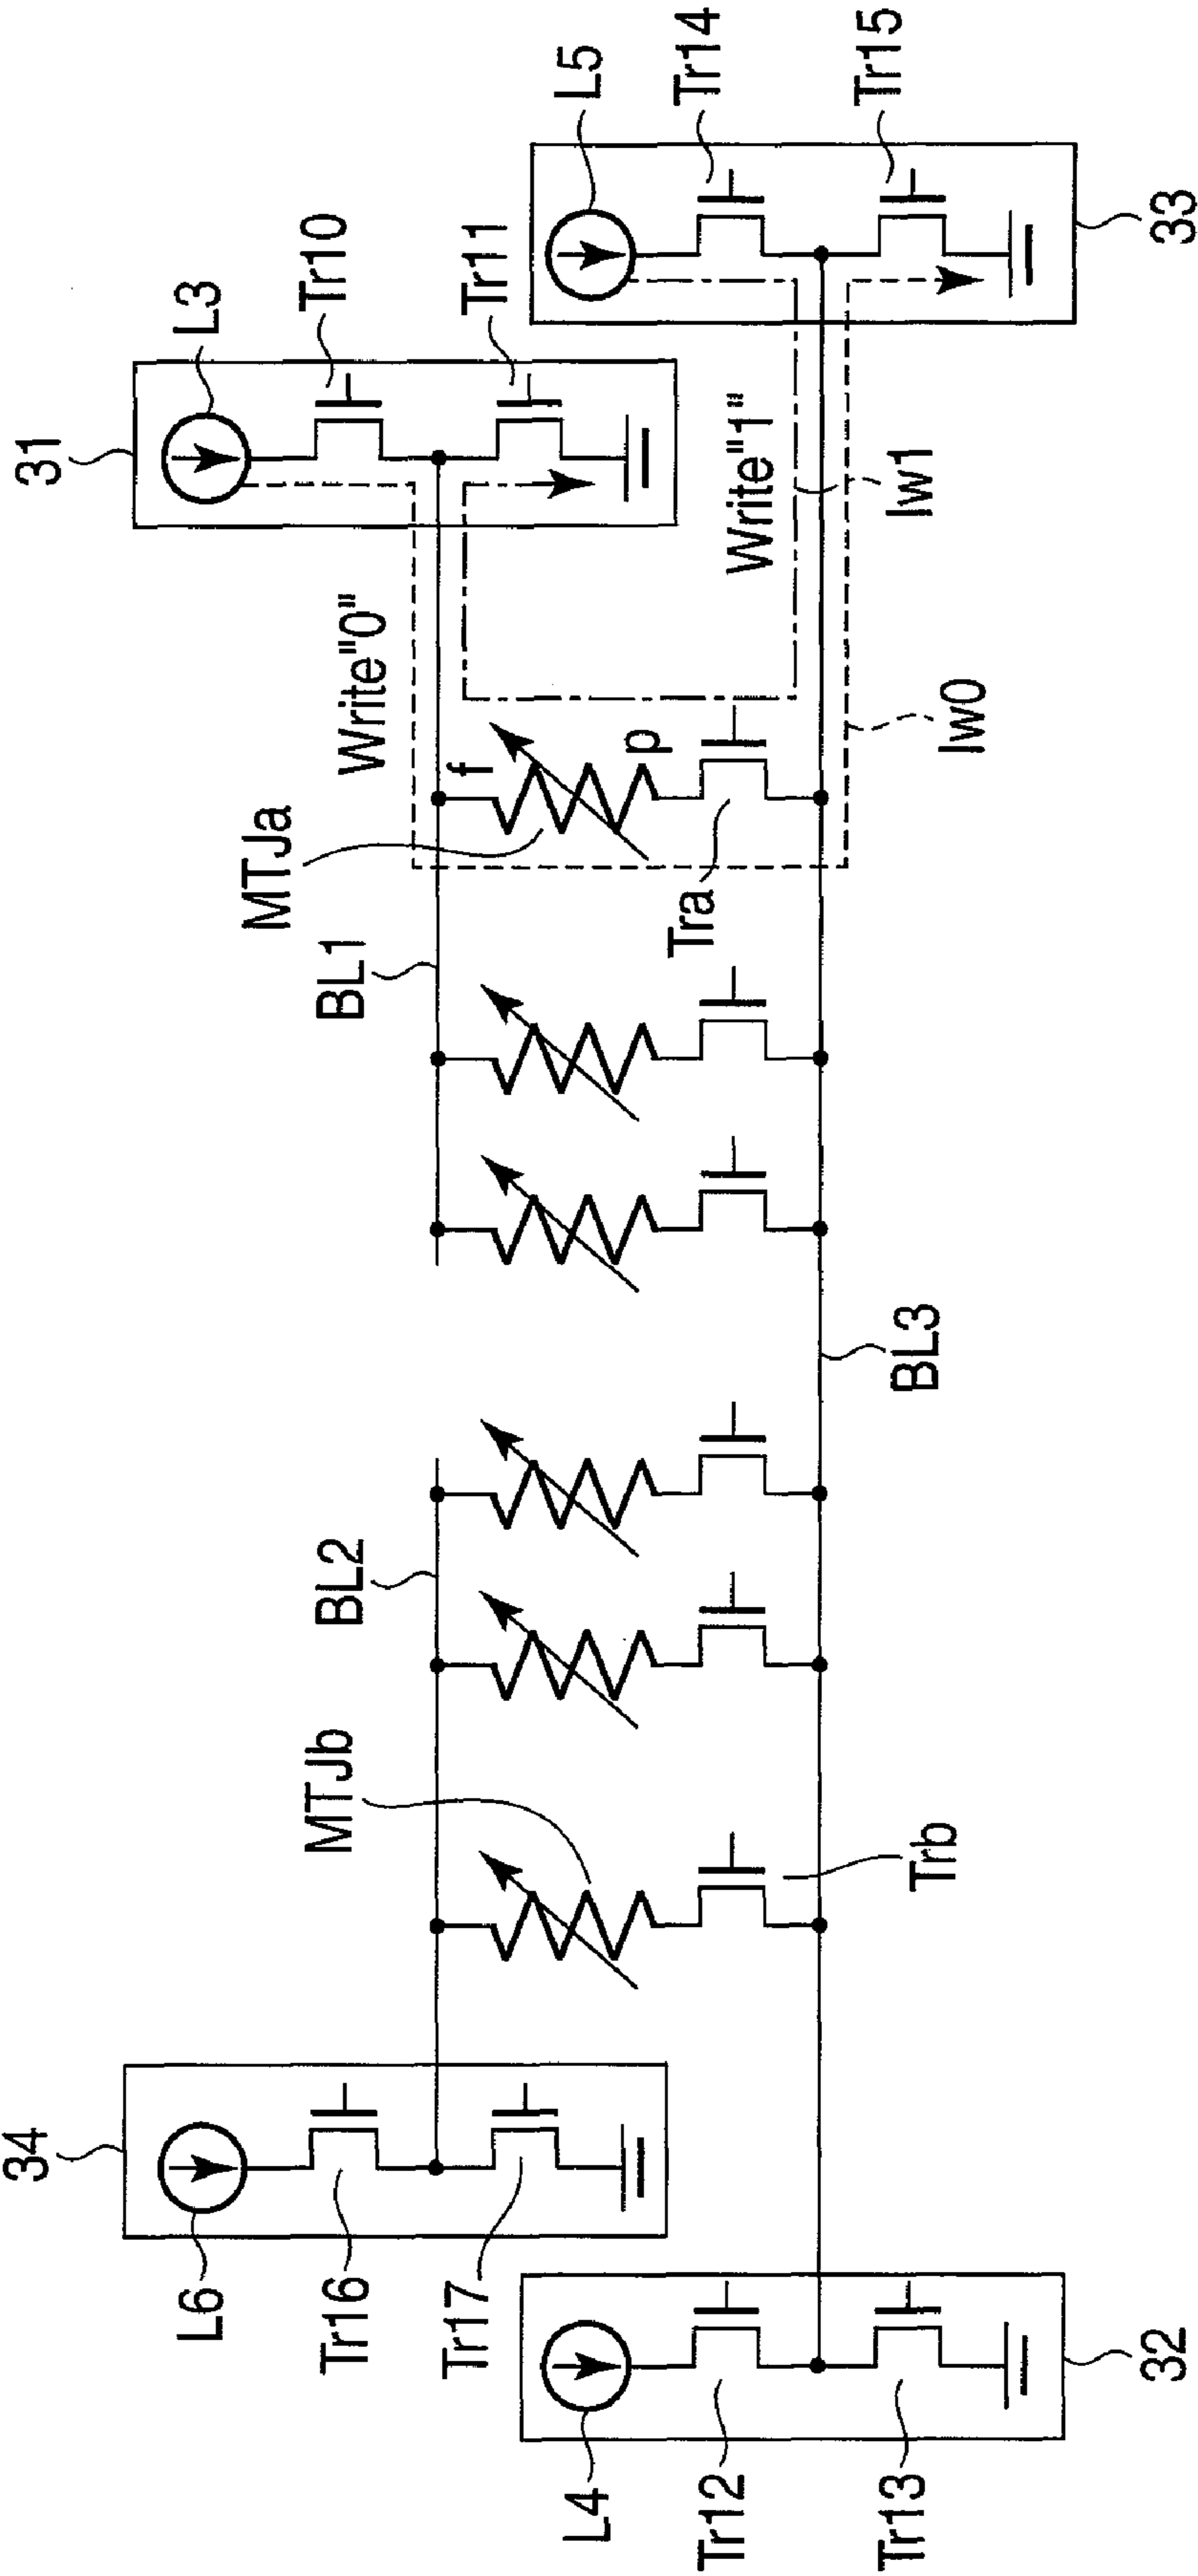 34
L6
Tr16
Tr17
L4
Tr12
Tr13
32
MTJb
Trb
BL2
BL3
BL1
MTJa
f
p
Tra
Write"0"
Write"1"
Iw1
Iw0
31
L3
Tr10
Tr11
L5
Tr14
Tr15
33